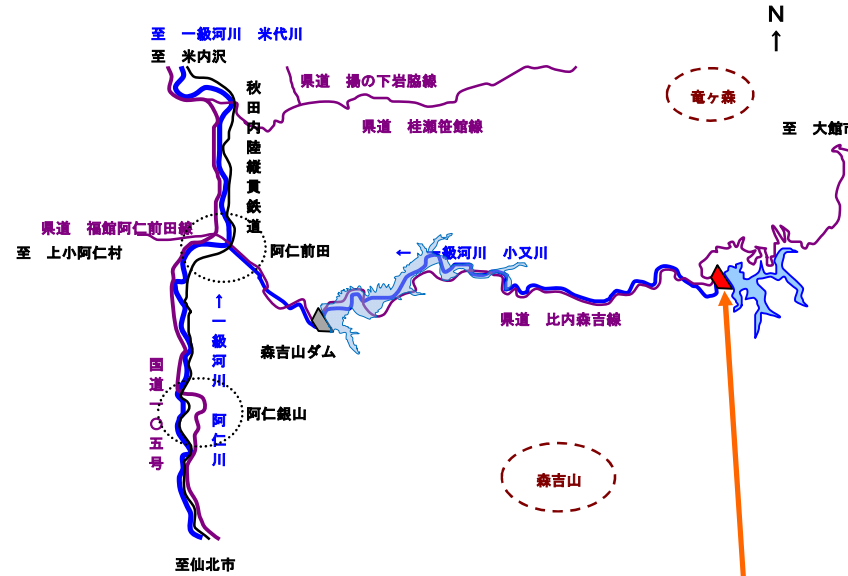 至　一級河川　米代川
至　米内沢
N
県道　揚の下岩脇線
竜ヶ森
秋田内陸縦貫鉄道
県道　桂瀬笹館線
至　大館市
県道　福館阿仁前田線
至　上小阿仁村
阿仁前田
←　一級河川　小又川
県道　比内森吉線
森吉山ダム
↑一級河川　阿仁川
国道一〇五号
阿仁銀山
森吉山
至仙北市